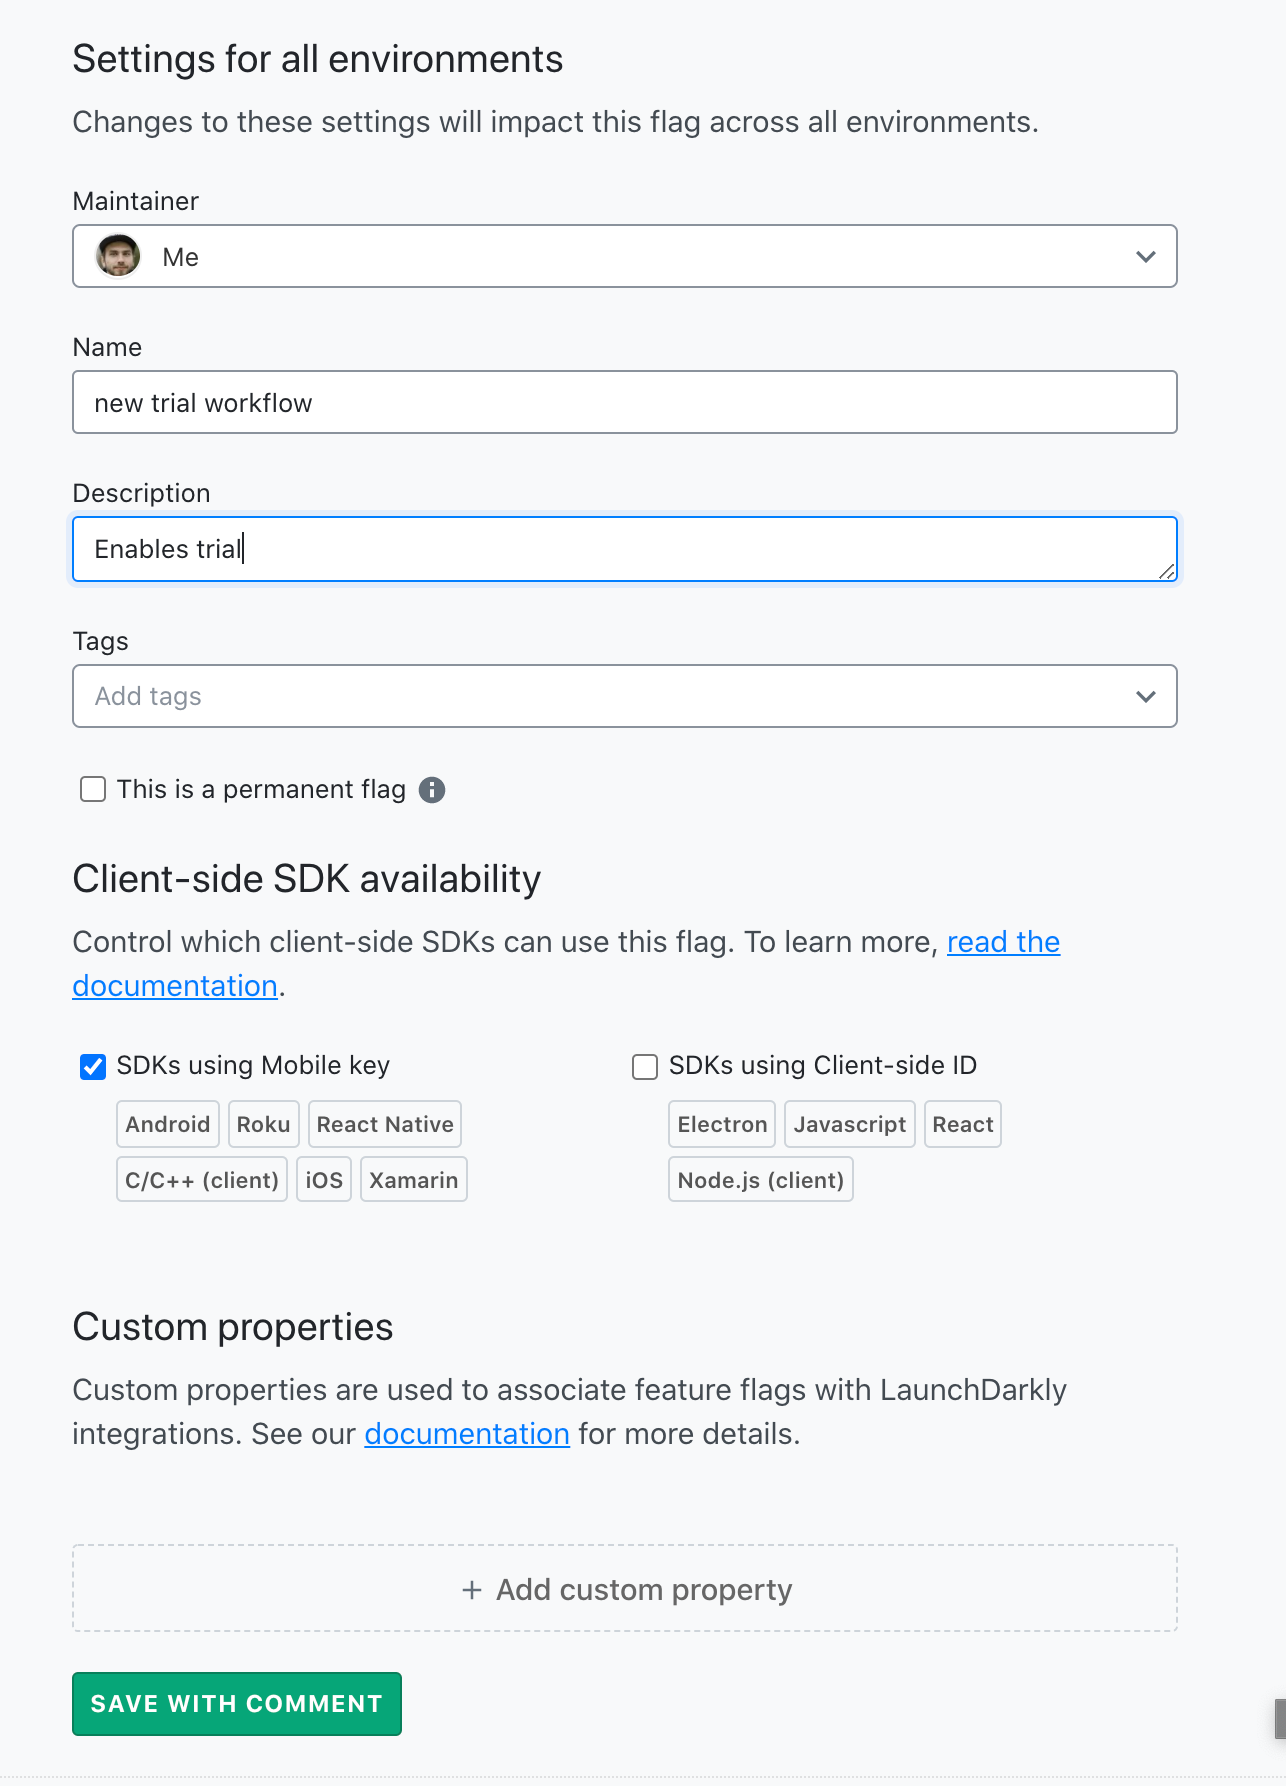 Settings for all environments
Changes to these settings will impact this flag across all environments.
Maintainer
Me
Name
new trial workflow
Description
Enables trial
Tags
Add tags
This is a permanent flag
Client-side SDK availability
Control which client-side SDKs can use this flag. To learn more, read the
documentation.
SDKs using Mobile key
Android Roku React Native
C/C++ (client) iOS Xamarin
SDKs using Client-side ID
Electron Javascript React
Node.js (client)
Custom properties
Custom properties are used to associate feature flags with LaunchDarkly
integrations. See our documentation for more details.
+ Add custom property
SAVE WITH COMMENT